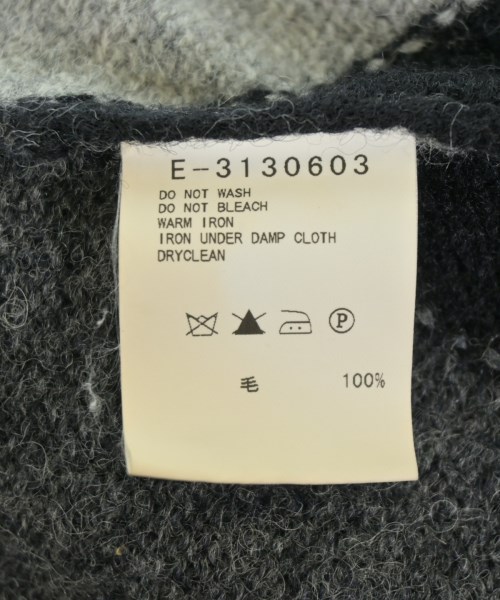 E-3130603
DO NOT WASH
DO NOT BLEACH
WARM IRON
IRON UNDER DAMP CLOTH
DRYCLEAN
P
毛 100%